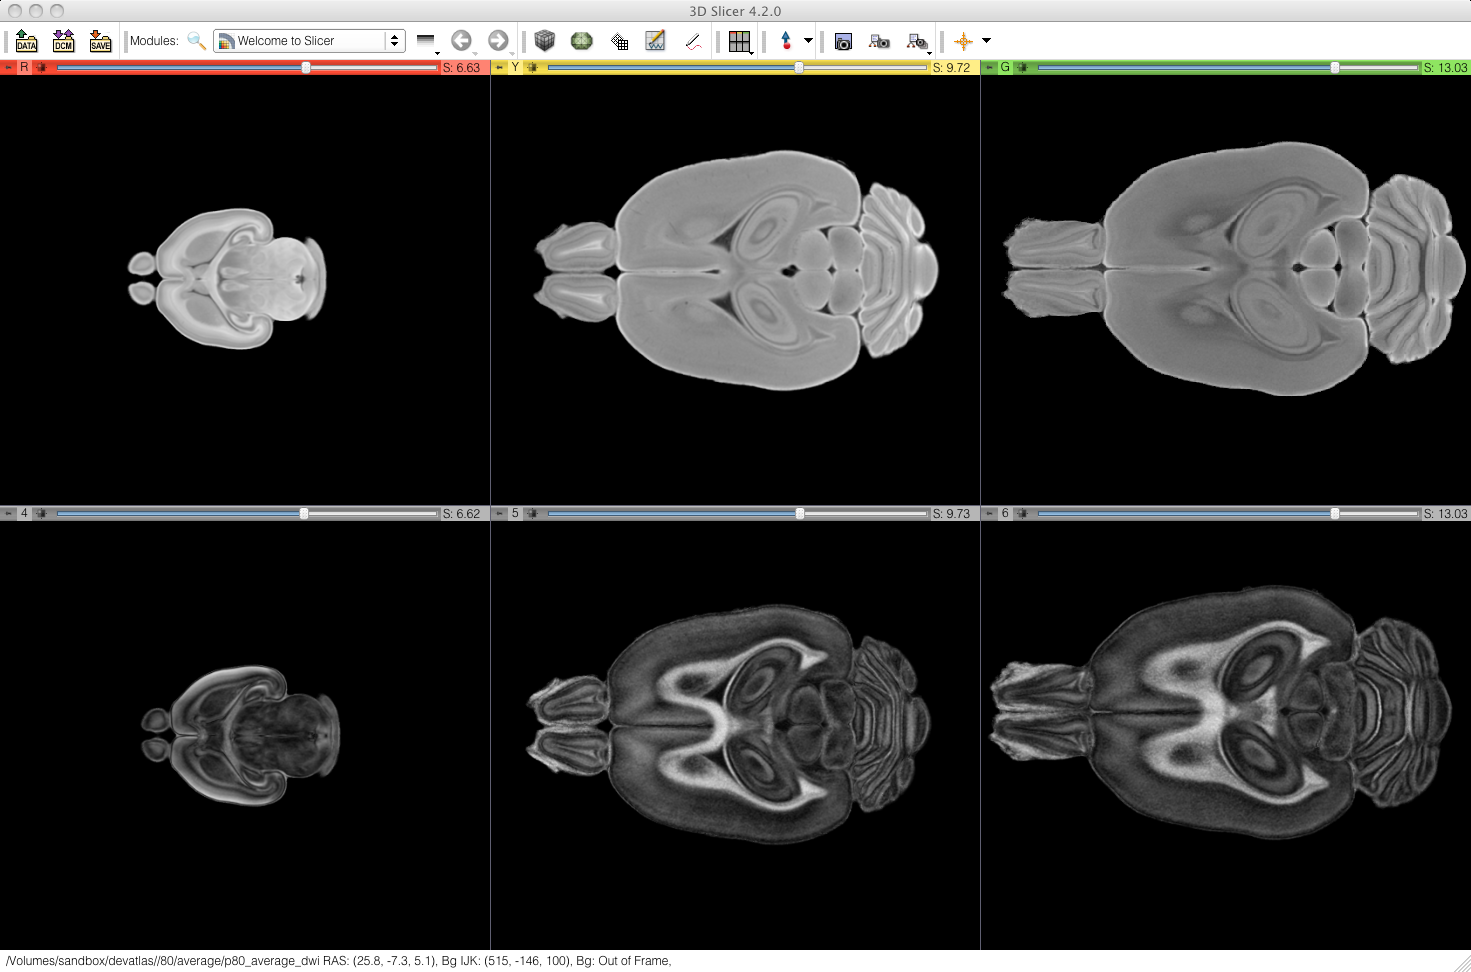 3D Slicer 4.2.0
DATA DCM SAVE Modules: Welcome to Slicer
R S: 6.63 Y S: 9.72 G S: 13.03
4 S: 6.62 5 S: 9.73 6 S: 13.03
/Volumes/sandbox/devatlas//80/average/p80_average_dwi RAS: (25.8, -7.3, 5.1), Bg IJK: (515, -146, 100), Bg: Out of Frame,